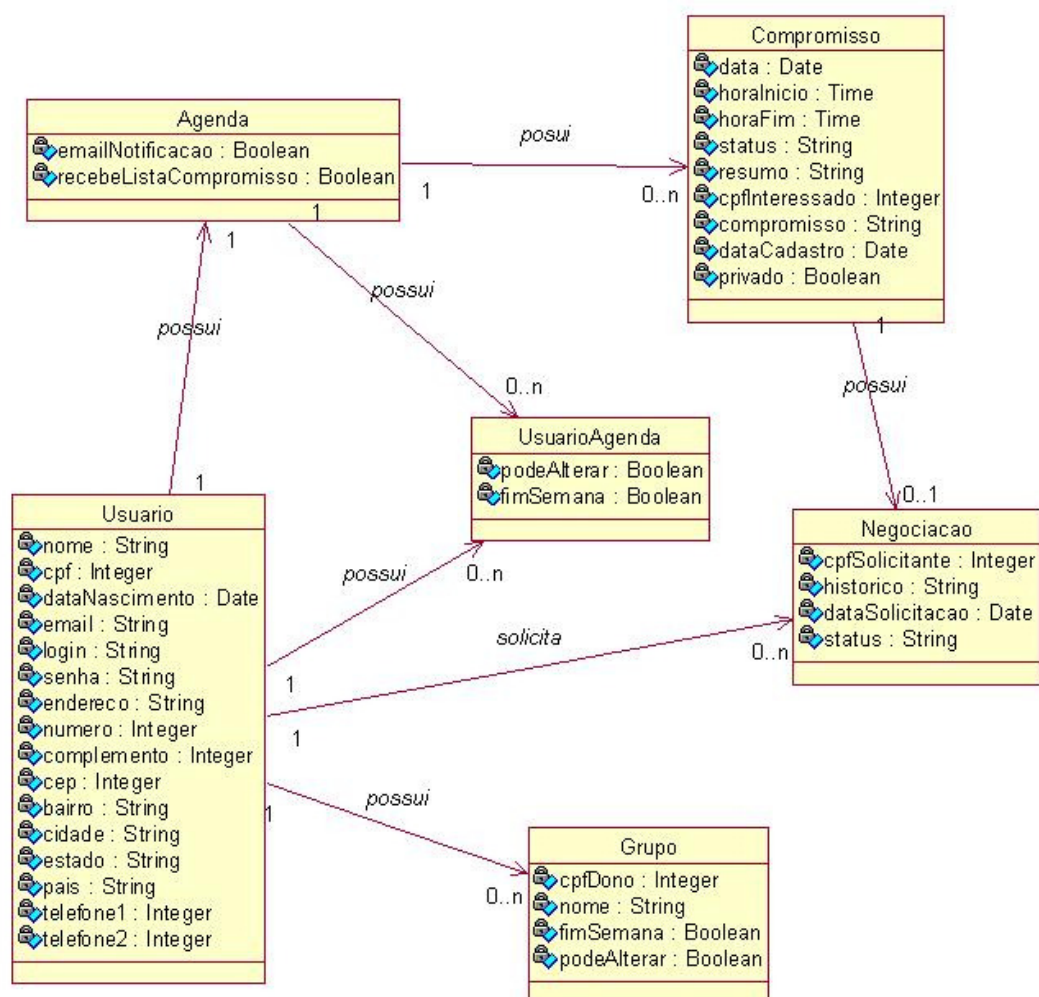 Compromisso
data : Date
horaInicio : Time
horaFim : Time
status : String
resumo : String
cpfInteressado : Integer
compromisso : String
dataCadastro : Date
privado : Boolean
Agenda
emailNotificacao : Boolean
recebeListaCompromisso : Boolean
posui
1
0..n
1
1
possui
possui
1
possui
0..n
UsuarioAgenda
podeAlterar : Boolean
fimSemana : Boolean
0..1
Negociacao
cpfSolicitante : Integer
historico : String
dataSolicitacao : Date
status : String
1
Usuario
nome : String
cpf : Integer
dataNascimento : Date
email : String
login : String
senha : String
endereco : String
numero : Integer
complemento : Integer
cep : Integer
bairro : String
cidade : String
estado : String
pais : String
telefone1 : Integer
telefone2 : Integer
possui
0..n
1
solicita
0..n
1
possui
1
0..n
Grupo
cpfDono : Integer
nome : String
fimSemana : Boolean
podeAlterar : Boolean